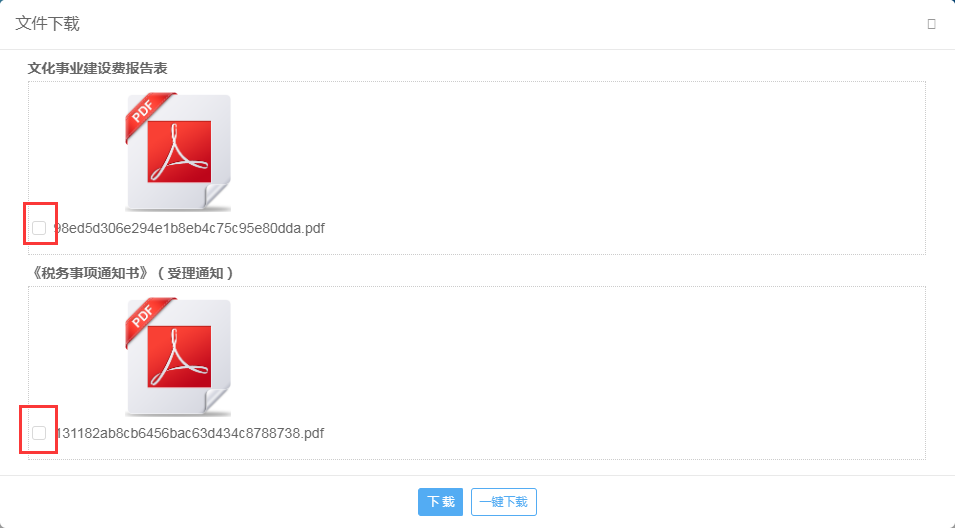 文件下载
文化事业建设费报告表
PDF
98ed5d306e294e1b8eb4c75c95e80dda.pdf
《税务事项通知书》（受理通知）
PDF
131182ab8cb6456bac63d434c8788738.pdf
下载
一键下载